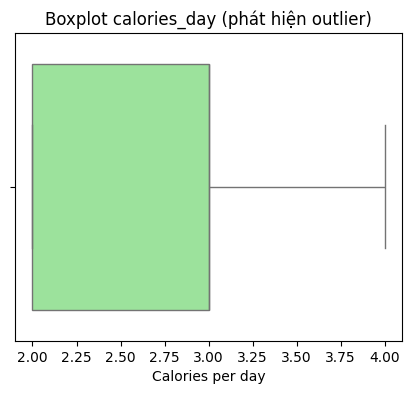 Boxplot calories_day (phát hiện outlier)
2.00 2.25 2.50 2.75 3.00 3.25 3.50 3.75 4.00
Calories per day